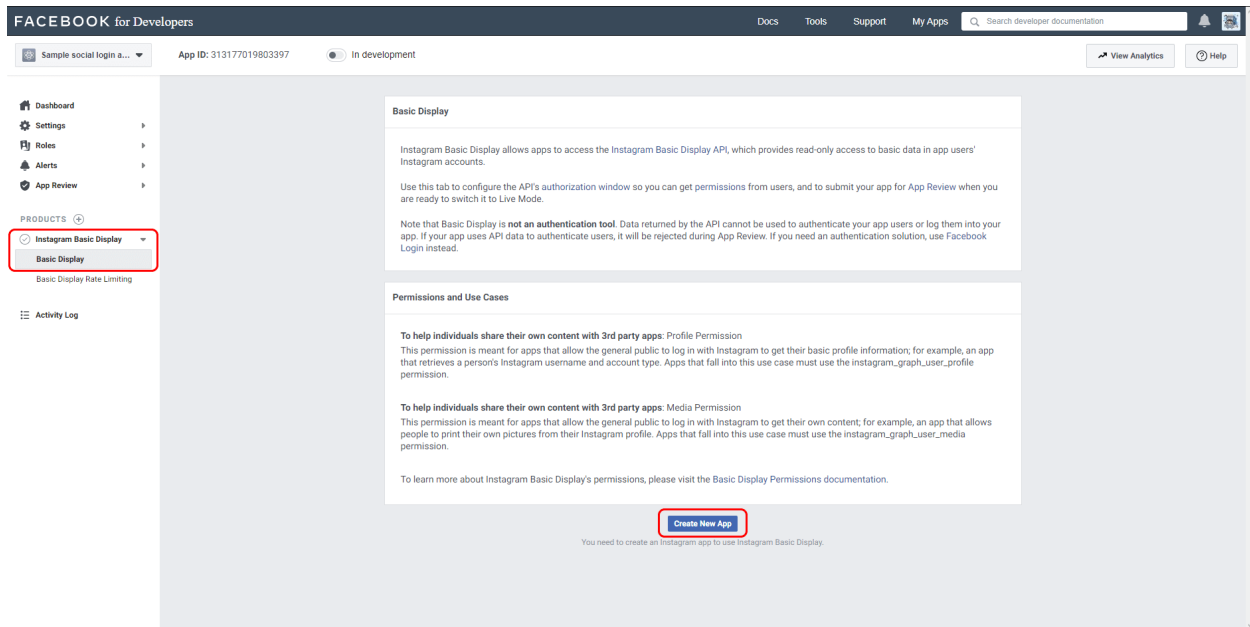 FACEBOOK for Developers
Docs
Tools
Support
My Apps
Search developer documentation
Sample social login a...
App ID: 313177019803397
In development
View Analytics
Help
Dashboard
Settings
Roles
Alerts
App Review
PRODUCTS
Instagram Basic Display
Basic Display
Basic Display Rate Limiting
Activity Log
Basic Display
Instagram Basic Display allows apps to access the Instagram Basic Display API, which provides read-only access to basic data in app users'
Instagram accounts.
Use this tab to configure the API's authorization window so you can get permissions from users, and to submit your app for App Review when you
are ready to switch it to Live Mode.
Note that Basic Display is not an authentication tool. Data returned by the API cannot be used to authenticate your app users or log them into your
app. If your app uses API data to authenticate users, it will be rejected during App Review. If you need an authentication solution, use Facebook
Login instead.
Permissions and Use Cases
To help individuals share their own content with 3rd party apps: Profile Permission
This permission is meant for apps that allow the general public to log in with Instagram to get their basic profile information; for example, an app
that retrieves a person's Instagram username and account type. Apps that fall into this use case must use the instagram_graph_user_profile
permission.
To help individuals share their own content with 3rd party apps: Media Permission
This permission is meant for apps that allow the general public to log in with Instagram to get their own content; for example, an app that allows
people to print their own pictures from their Instagram profile. Apps that fall into this use case must use the instagram_graph_user_media
permission.
To learn more about Instagram Basic Display's permissions, please visit the Basic Display Permissions documentation.
Create New App
You need to create an Instagram app to use Instagram Basic Display.